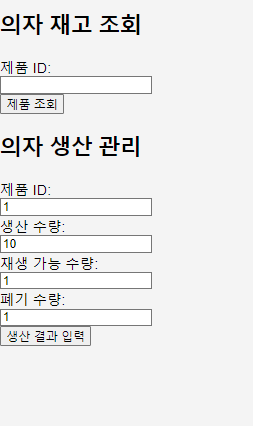 의자 재고 조회
제품 ID:
제품 조회
의자 생산 관리
제품 ID:
1
생산 수량:
10
재생 가능 수량:
1
폐기 수량:
1
생산 결과 입력